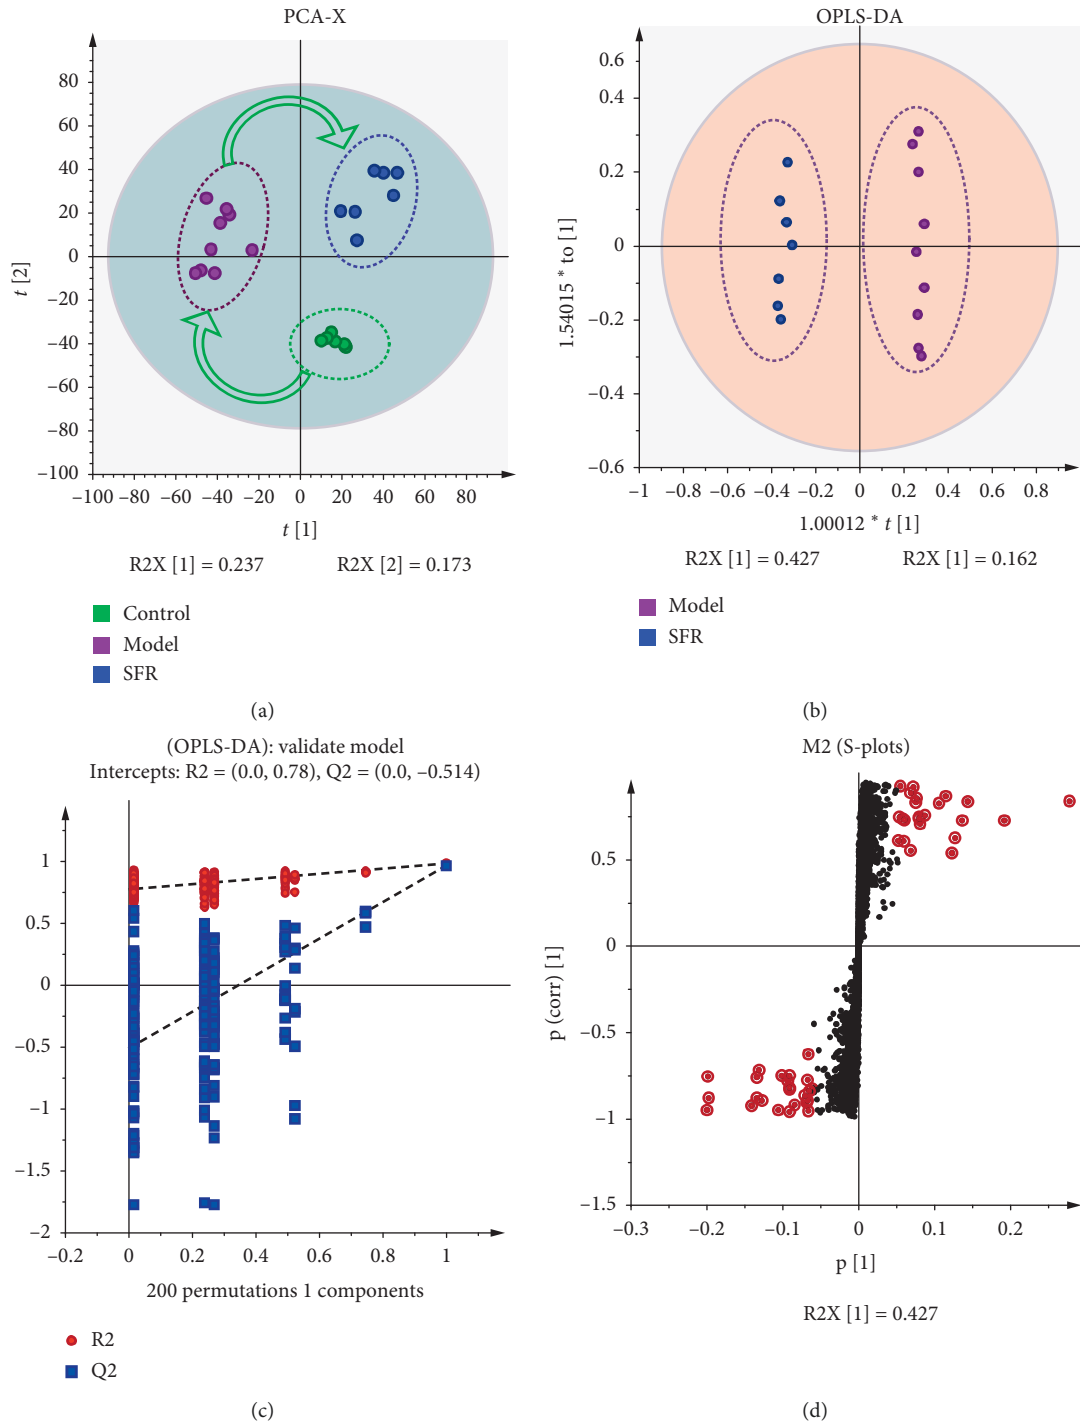 PCA-X
80
60
40
20
0
−20
−40
−60
−80
−100
t [2]
−100 −80 −60 −40 −20 0 20 40 60 80
t [1]
R2X [1] = 0.237 R2X [2] = 0.173
Control
Model
SFR
(a)
OPLS-DA
0.6
0.4
0.2
0
−0.2
−0.4
−0.6
1.54015 * to [1]
−1 −0.8 −0.6 −0.4 −0.2 0 0.2 0.4 0.6 0.8
1.00012 * t [1]
R2X [1] = 0.427 R2X [1] = 0.162
Model
SFR
(b)
(OPLS-DA): validate model
Intercepts: R2 = (0.0, 0.78), Q2 = (0.0, −0.514)
1
0.5
0
−0.5
−1
−1.5
−2
−0.2 0 0.2 0.4 0.6 0.8 1
200 permutations 1 components
R2
Q2
(c)
M2 (S-plots)
0.5
0
−0.5
−1
−1.5
p (corr) [1]
−0.3 −0.2 −0.1 0 0.1 0.2
p [1]
R2X [1] = 0.427
(d)